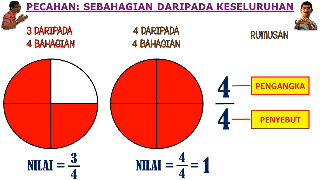 PECAHAN: SEBAHAGIAN DARIPADA KESELURUHAN
3 DARIPADA
4 BAHAGIAN
4 DARIPADA
4 BAHAGIAN
RUMUSAN
4
4
PENGANGKA
PENYEBUT
NILAI = 3/4
NILAI = 4/4 = 1